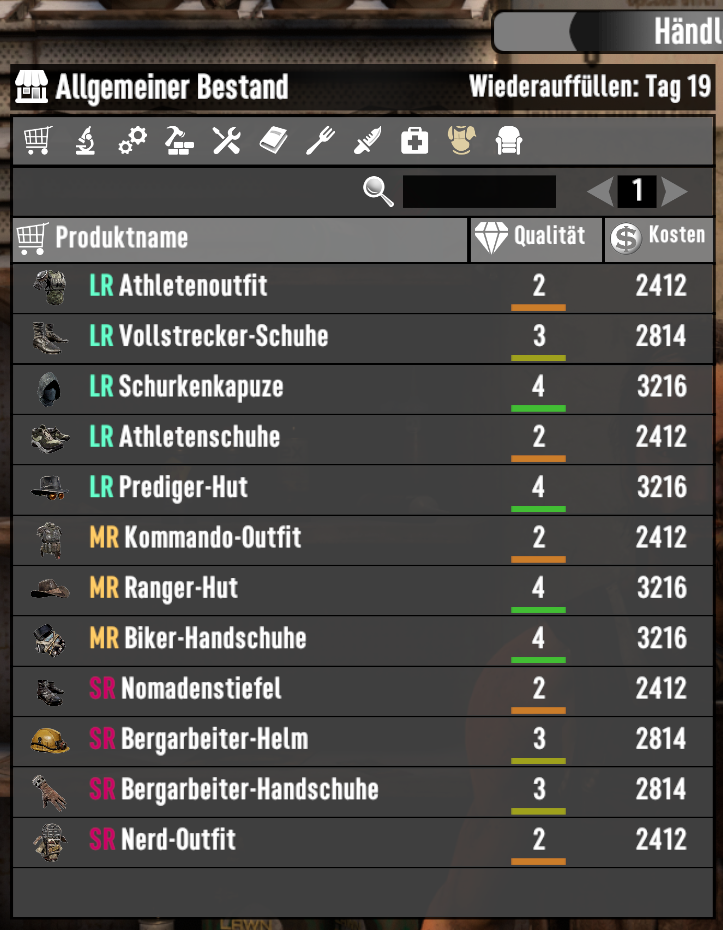 Händl
Allgemeiner Bestand Wiederauffüllen: Tag 19
1
Produktname Qualität Kosten
LR Athletenoutfit 2 2412
LR Vollstrecker-Schuhe 3 2814
LR Schurkenkapuze 4 3216
LR Athletenschuhe 2 2412
LR Prediger-Hut 4 3216
MR Kommando-Outfit 2 2412
MR Ranger-Hut 4 3216
MR Biker-Handschuhe 4 3216
SR Nomadenstiefel 2 2412
SR Bergarbeiter-Helm 3 2814
SR Bergarbeiter-Handschuhe 3 2814
SR Nerd-Outfit 2 2412